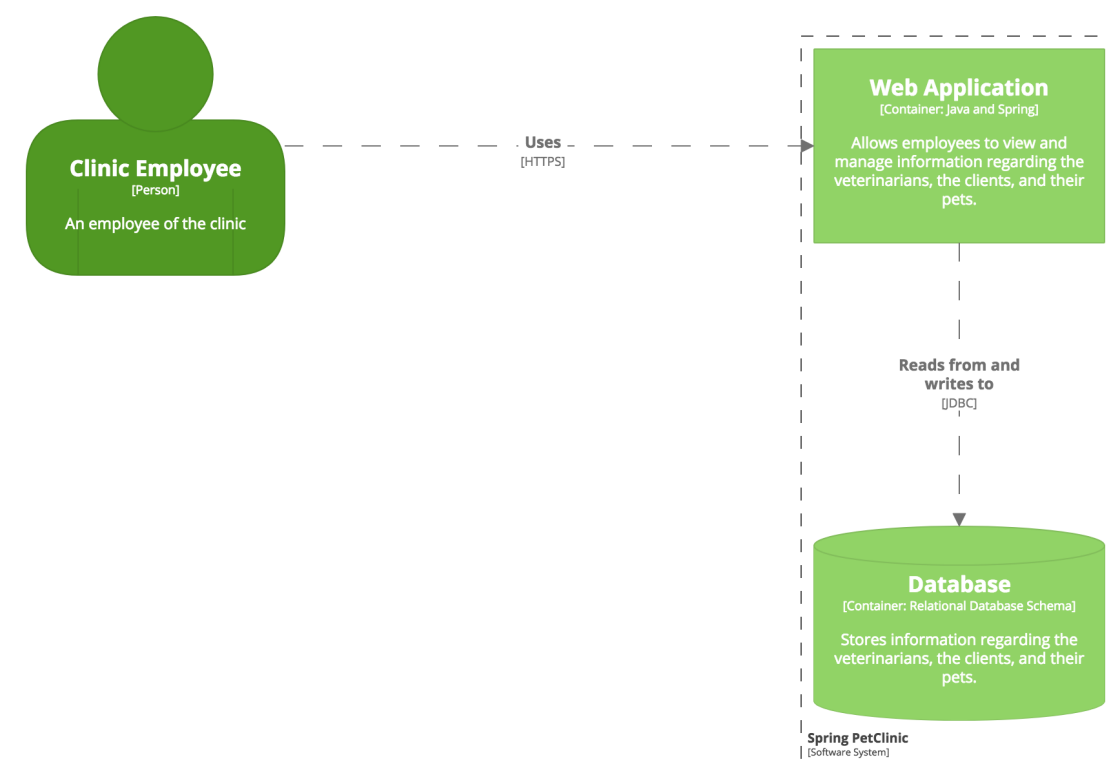 Clinic Employee
[Person]
An employee of the clinic
Uses
[HTTPS]
Web Application
[Container: Java and Spring]
Allows employees to view and
manage information regarding the
veterinarians, the clients, and their
pets.
Reads from and
writes to
[JDBC]
Database
[Container: Relational Database Schema]
Stores information regarding the
veterinarians, the clients, and their
pets.
Spring PetClinic
[Software System]